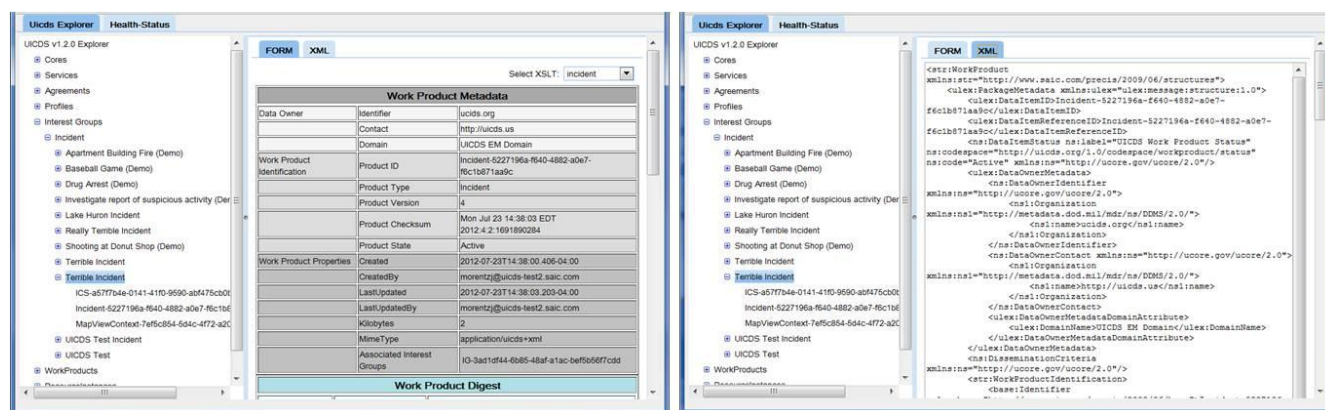 Uicds Explorer Health-Status
UICDS v1.2.0 Explorer
Cores
Services
Agreements
Profiles
Interest Groups
Incident
Apartment Building Fire (Demo)
Baseball Game (Demo)
Drug Arrest (Demo)
Investigate report of suspicious activity (Der
Lake Huron Incident
Really Terrible Incident
Shooting at Donut Shop (Demo)
Terrible Incident
Terrible Incident
ICS-a57f7b4e-0141-41f0-9590-abf475cb0t
Incident-5227196a-f640-4882-a0e7-f6c1b8
MapViewContext-7ef5c854-5d4c-4f72-a20
UICDS Test Incident
UICDS Test
WorkProducts
FORM XML
Select XSLT: incident
Work Product Metadata
Data Owner Identifier ucids.org
Contact http://uicds.us
Domain UICDS EM Domain
Work Product Identification Product ID Incident-5227196a-f640-4882-a0e7-
f6c1b871aa9c
Product Type Incident
Product Version 4
Product Checksum Mon Jul 23 14:38:03 EDT
2012:4:2:1691890284
Product State Active
Work Product Properties Created 2012-07-23T14:38:00.406-04:00
CreatedBy morentzj@uicds-test2.saic.com
LastUpdated 2012-07-23T14:38:03.203-04:00
LastUpdatedBy morentzj@uicds-test2.saic.com
Kilobytes 2
MimeType application/uicds+xml
Associated Interest Groups IG-3ad1df44-6b85-48af-a1ac-bef5b56f7cdd
Work Product Digest
Uicds Explorer Health-Status
UICDS v1.2.0 Explorer
Cores
Services
Agreements
Profiles
Interest Groups
Incident
Apartment Building Fire (Demo)
Baseball Game (Demo)
Drug Arrest (Demo)
Investigate report of suspicious activity (Der
Lake Huron Incident
Really Terrible Incident
Shooting at Donut Shop (Demo)
Terrible Incident
Terrible Incident
ICS-a57f7b4e-0141-41f0-9590-abf475cb0t
Incident-5227196a-f640-4882-a0e7-f6c1b8
MapViewContext-7ef5c854-5d4c-4f72-a20
UICDS Test Incident
UICDS Test
WorkProducts
FORM XML
<str:WorkProduct
xmlns:str="http://www.saic.com/precis/2009/06/structures">
<ulex:PackageMetadata xmlns:ulex="ulex:message:structure:1.0">
<ulex:DataItemID>Incident-5227196a-f640-4882-a0e7-
f6c1b871aa9c</ulex:DataItemID>
<ulex:DataItemReferenceID>Incident-5227196a-f640-4882-a0e7-
f6c1b871aa9c</ulex:DataItemReferenceID>
<ns:DataItemStatus ns:label="UICDS Work Product Status"
ns:codespace="http://uicds.org/1.0/codespace/workproduct/status"
ns:code="Active" xmlns:ns="http://ucore.gov/ucore/2.0"/>
<ulex:DataOwnerMetadata>
<ns:DataOwnerIdentifier
xmlns:ns="http://ucore.gov/ucore/2.0">
<ns1:Organization
xmlns:ns1="http://metadata.dod.mil/mdr/ns/DDMS/2.0/">
<ns1:name>ucids.org</ns1:name>
</ns1:Organization>
</ns:DataOwnerIdentifier>
<ns:DataOwnerContact xmlns:ns="http://ucore.gov/ucore/2.0">
<ns1:Organization
xmlns:ns1="http://metadata.dod.mil/mdr/ns/DDMS/2.0/">
<ns1:name>http://uicds.us</ns1:name>
</ns1:Organization>
</ns:DataOwnerContact>
<ulex:DataOwnerMetadataDomainAttribute>
<ulex:DomainName>UICDS EM Domain</ulex:DomainName>
</ulex:DataOwnerMetadataDomainAttribute>
</ulex:DataOwnerMetadata>
<ns:DisseminationCriteria
xmlns:ns="http://ucore.gov/ucore/2.0"/>
<str:WorkProductIdentification>
<base:Identifier